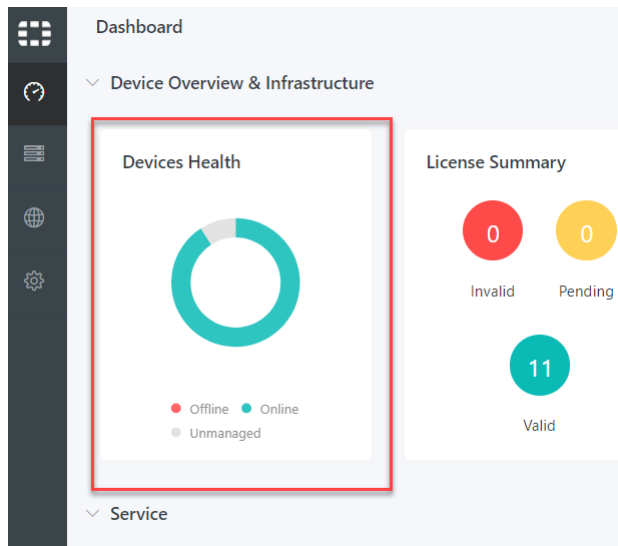 Dashboard
Device Overview & Infrastructure
Devices Health
License Summary
0
0
Invalid
Pending
11
Valid
Offline
Online
Unmanaged
Service